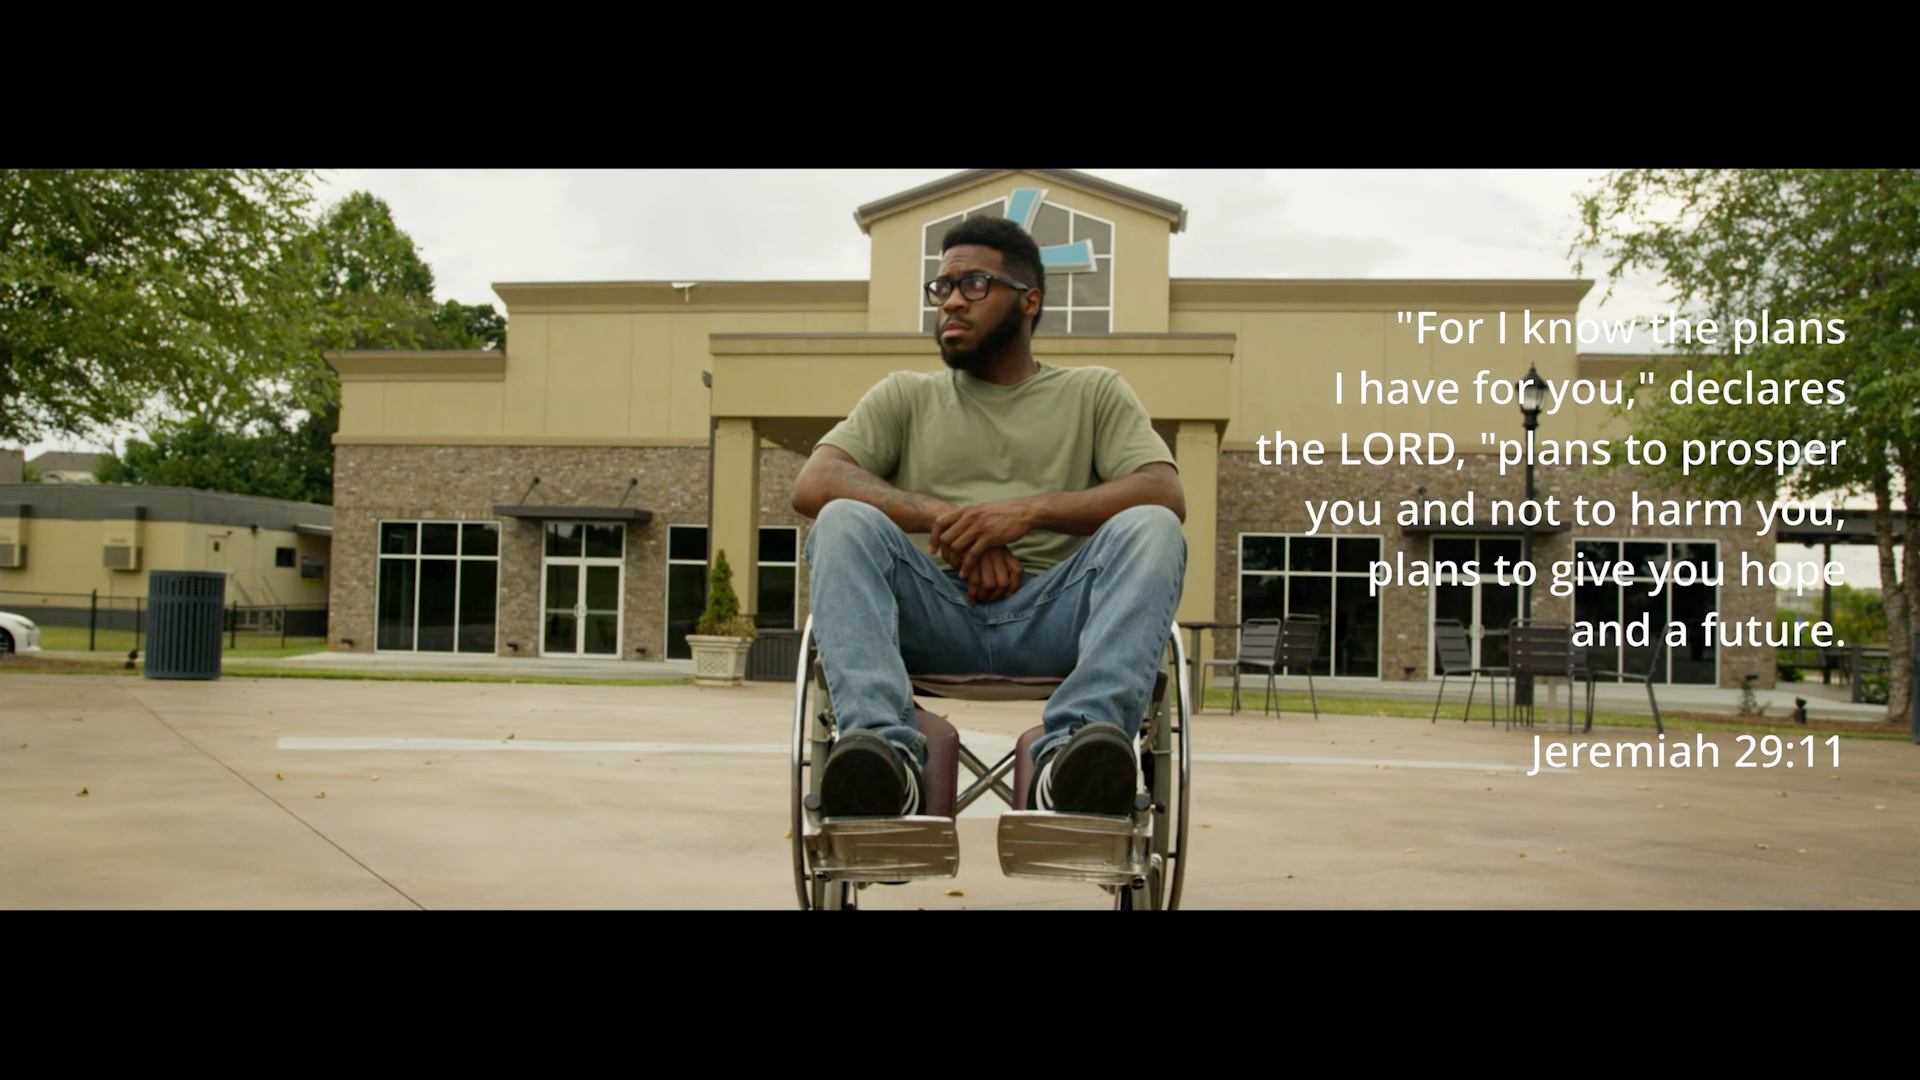 "For I know the plans
I have for you," declares
the LORD, "plans to prosper
you and not to harm you,
plans to give you hope
and a future.
Jeremiah 29:11